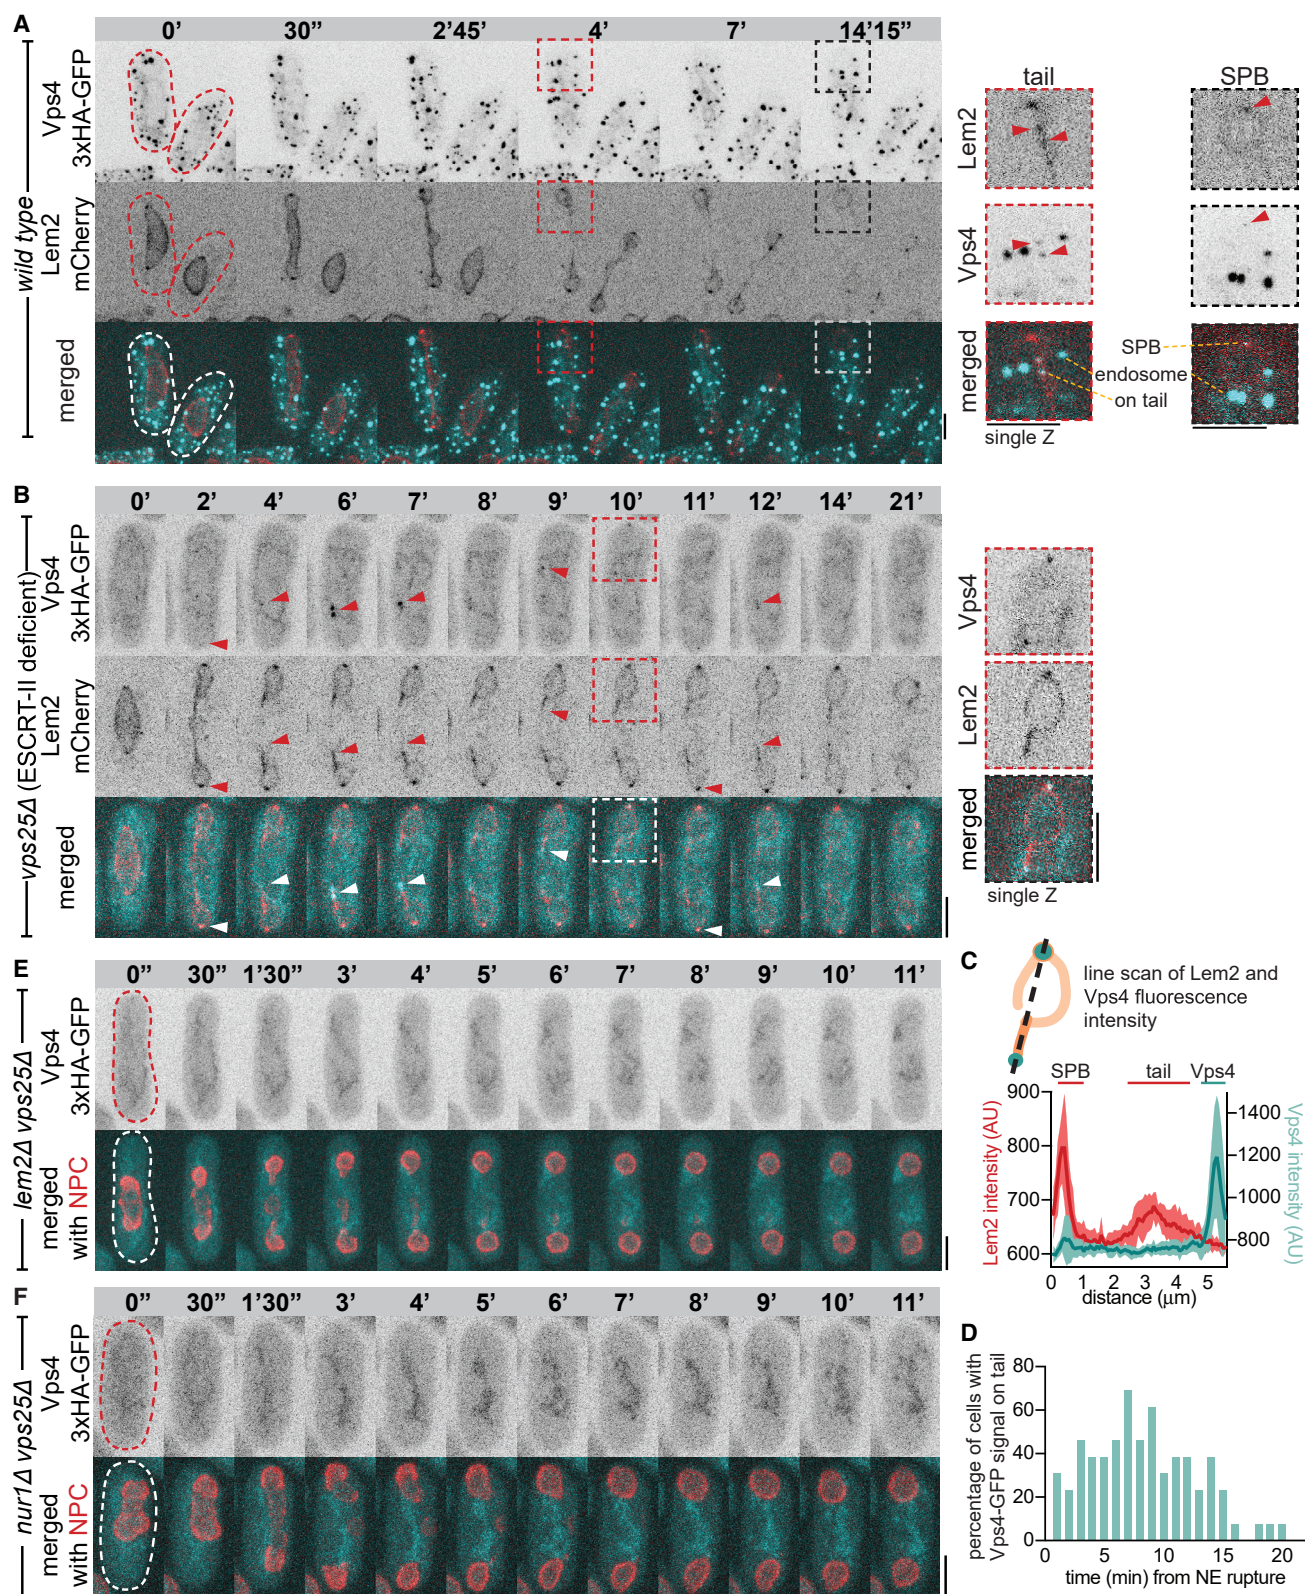 A
0’ 30” 2’45’ 4’ 7’ 14’15”
wild type
Vps4
3xHA-GFP
Lem2
mCherry
merged
tail SPB
Lem2
Vps4
merged
SPB
endosome
on tail
single Z
B
0’ 2’ 4’ 6’ 7’ 8’ 9’ 10’ 11’ 12’ 14’ 21’
vps25Δ (ESCRT-II deficient)
Vps4
3xHA-GFP
Lem2
mCherry
merged
Vps4
Lem2
merged
single Z
C
line scan of Lem2 and
Vps4 fluorescence
intensity
SPB tail Vps4
Lem2 intensity (AU)
900
800
700
600
Vps4 intensity
(AU)
1400
1200
1000
800
0 1 2 3 4 5
distance (μm)
D
percentage of cells with
Vps4-GFP signal on tail
80
60
40
20
0
0 5 10 15 20
time (min) from NE rupture
E
0” 30” 1’30” 3’ 4’ 5’ 6’ 7’ 8’ 9’ 10’ 11’
lem2Δ vps25Δ
Vps4
3xHA-GFP
merged
with NPC
F
0” 30” 1’30” 3’ 4’ 5’ 6’ 7’ 8’ 9’ 10’ 11’
nur1Δ vps25Δ
Vps4
3xHA-GFP
merged
with NPC